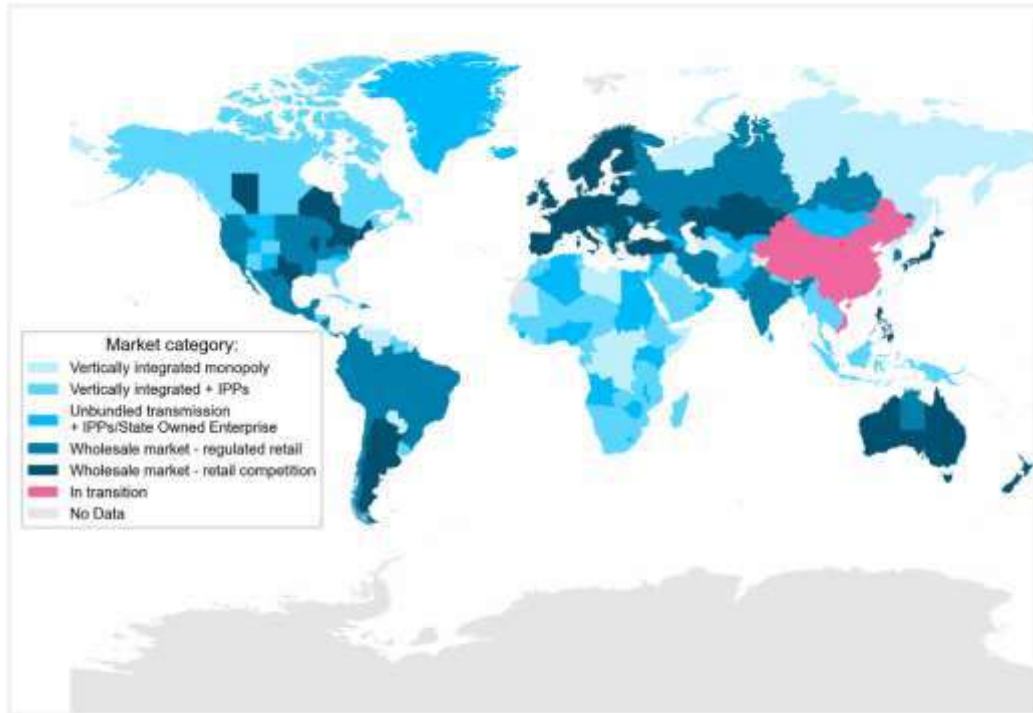 Market category:
Vertically integrated monopoly
Vertically integrated + IPPs
Unbundled transmission
+ IPPs/State Owned Enterprise
Wholesale market - regulated retail
Wholesale market - retail competition
In transition
No Data